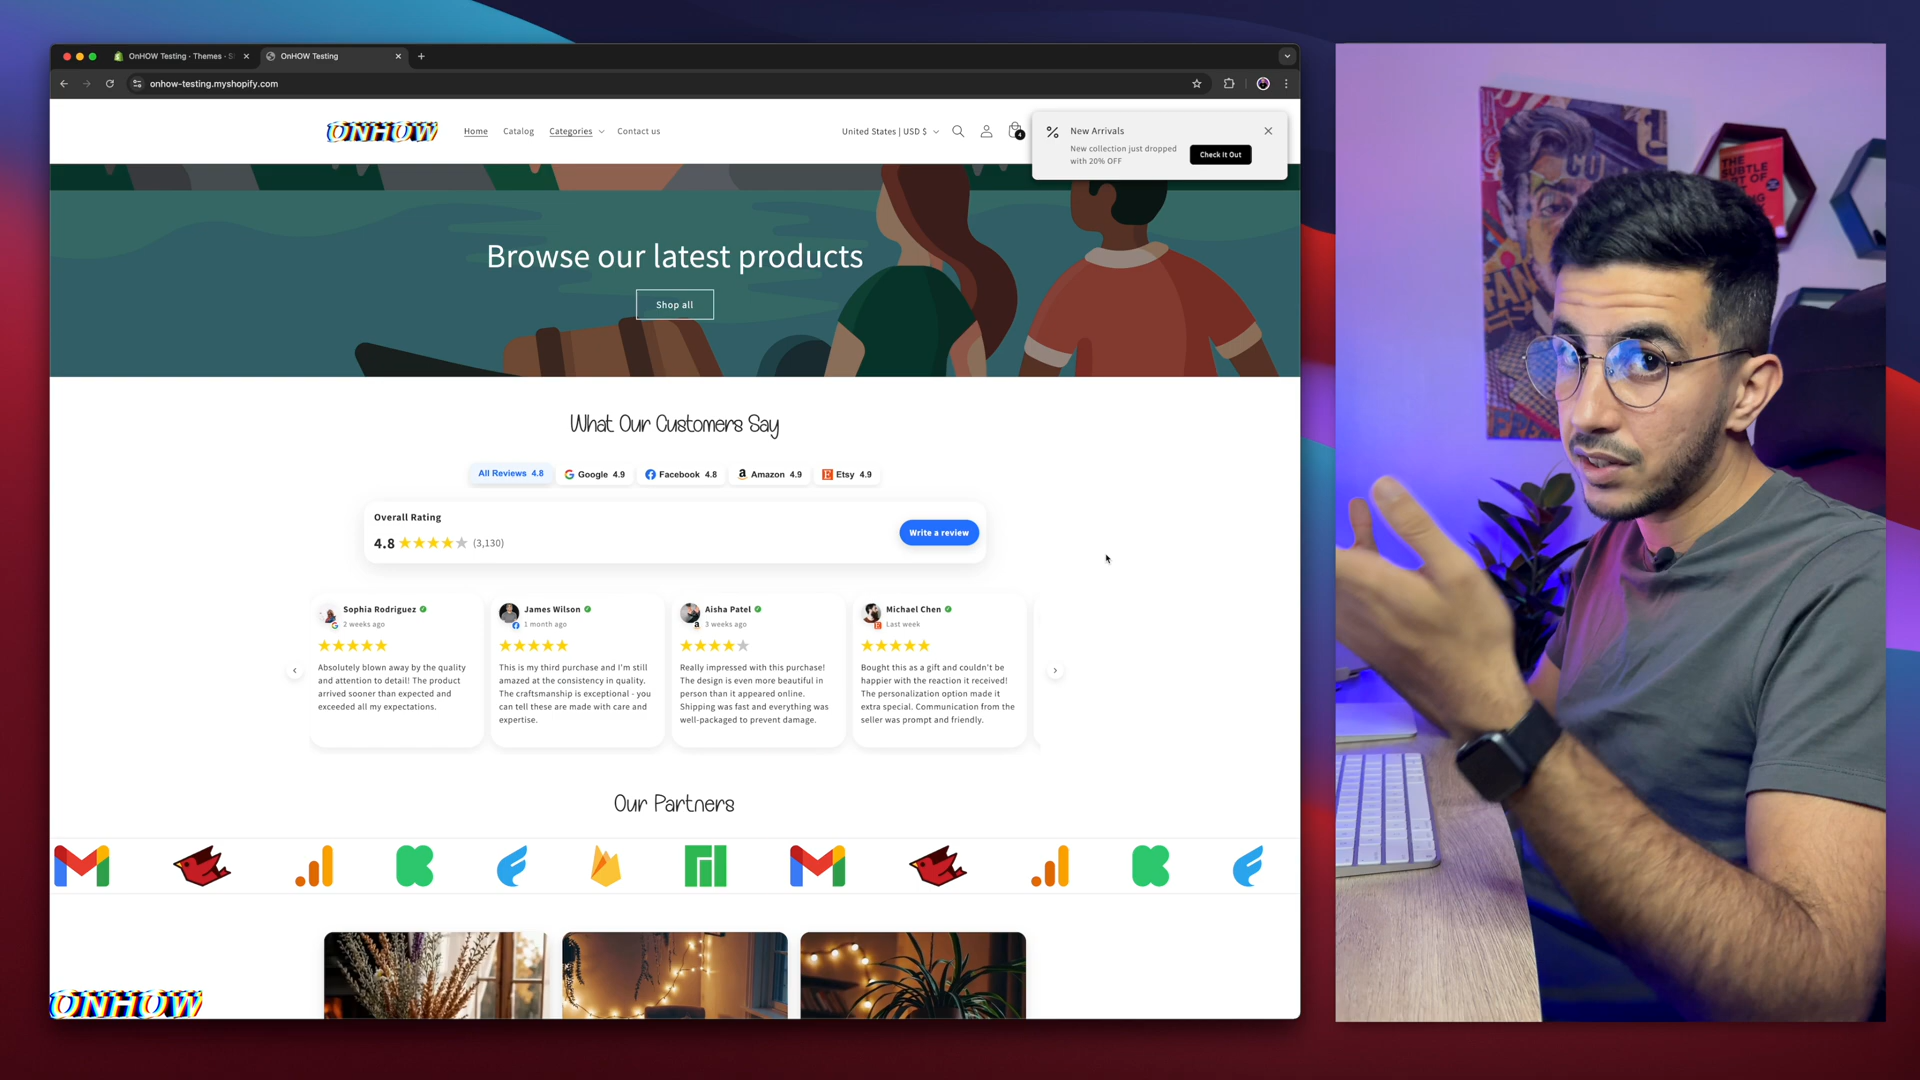 OnHOW Testing - Themes - S
OnHOW Testing
onhow-testing.myshopify.com
ONHOW
Home
Catalog
Categories
Contact us
United States | USD $
4
New Arrivals
New collection just dropped
with 20% OFF
Check It Out
Browse our latest products
Shop all
What Our Customers Say
All Reviews 4.8
Google 4.9
Facebook 4.8
Amazon 4.9
Etsy 4.9
Overall Rating
4.8
(3,130)
Write a review
Sophia Rodriguez
2 weeks ago
Absolutely blown away by the quality
and attention to detail! The product
arrived sooner than expected and
exceeded all my expectations.
James Wilson
1 month ago
This is my third purchase and I'm still
amazed at the consistency in quality.
The craftsmanship is exceptional - you
can tell these are made with care and
expertise.
Aisha Patel
3 weeks ago
Really impressed with this purchase!
The design is even more beautiful in
person than it appeared online.
Shipping was fast and everything was
well-packaged to prevent damage.
Michael Chen
Last week
Bought this as a gift and couldn't be
happier with the reaction it received!
The personalization option made it
extra special. Communication from the
seller was prompt and friendly.
Our Partners
ONHOW
THE
SUBTLE
ART OF